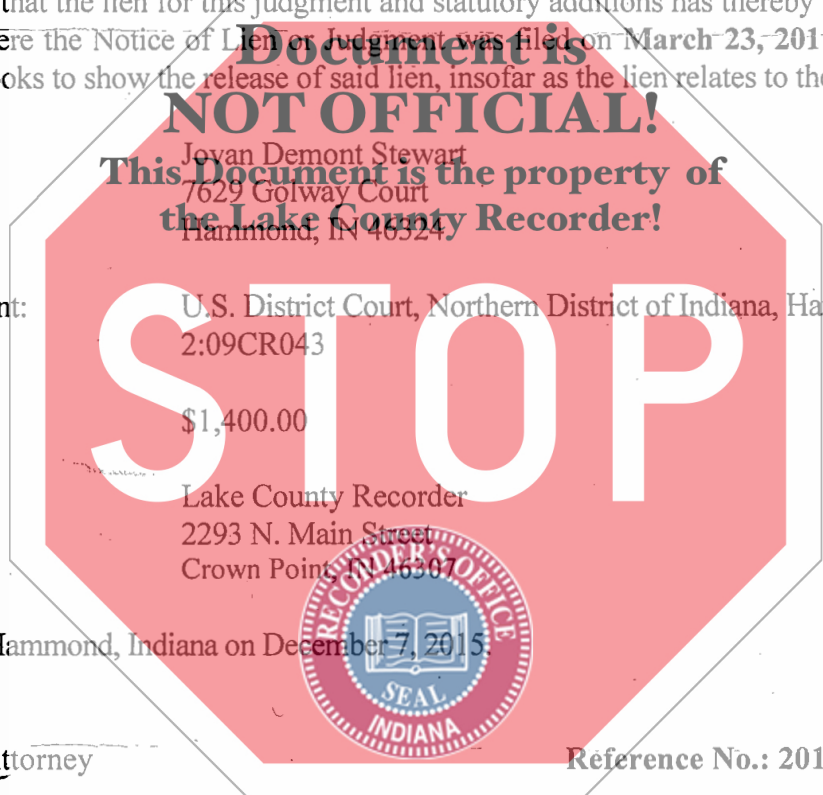 that the lien for this judgment and statutory additions has thereby
Document is
ere the Notice of Lien or Judgment was filed on March 23, 201
oks to show the release of said lien, insofar as the lien relates to the
NOT OFFICIAL!
Jovan Demont Stewart
This Document is the property of
7629 Golway Court
the Lake County Recorder!
Hammond, IN 46324
nt:
U.S. District Court, Northern District of Indiana, Ha
2:09CR043
STOP
$1,400.00
Lake County Recorder
2293 N. Main Street
Crown Point, IN 46307
RECORDER'S OFFICE
Hammond, Indiana on December 7, 2015.
SEAL
INDIANA
ttorney
Reference No.: 201